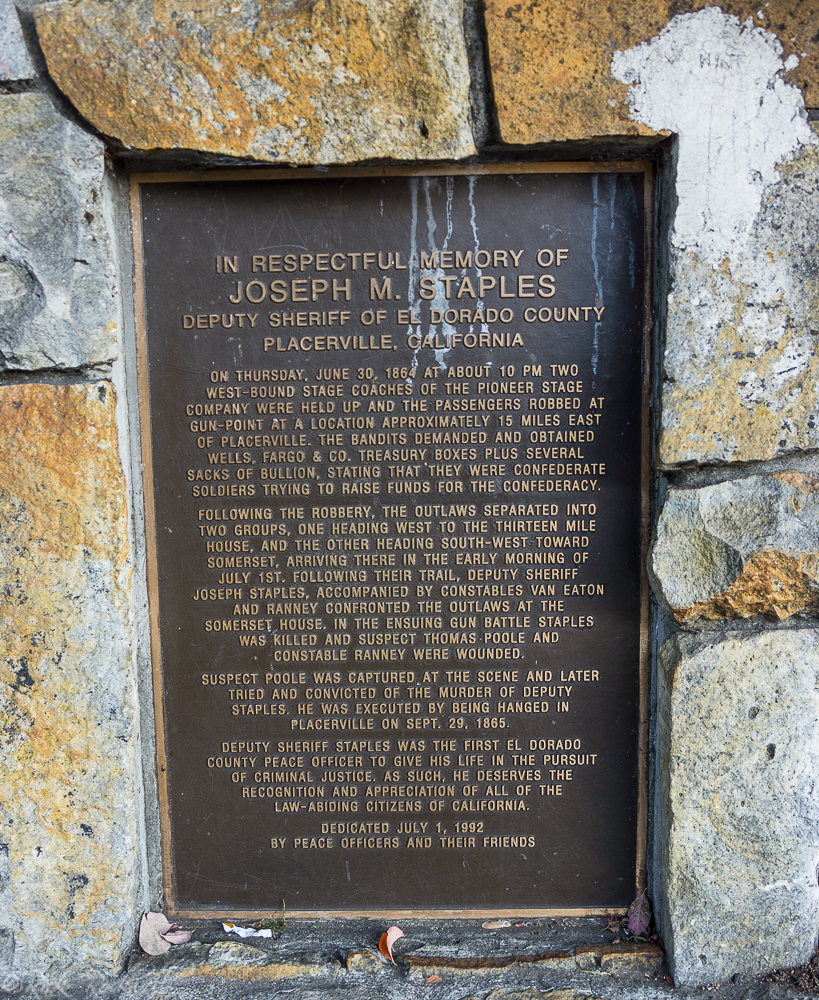 IN RESPECTFUL MEMORY OF
JOSEPH M. STAPLES
DEPUTY SHERIFF OF EL DORADO COUNTY
PLACERVILLE, CALIFORNIA
ON THURSDAY, JUNE 30, 1864 AT ABOUT 10 PM TWO
WEST-BOUND STAGE COACHES OF THE PIONEER STAGE
COMPANY WERE HELD UP AND THE PASSENGERS ROBBED AT
GUN-POINT AT A LOCATION APPROXIMATELY 15 MILES EAST
OF PLACERVILLE. THE BANDITS DEMANDED AND OBTAINED
WELLS, FARGO & CO. TREASURY BOXES PLUS SEVERAL
SACKS OF BULLION, STATING THAT THEY WERE CONFEDERATE
SOLDIERS TRYING TO RAISE FUNDS FOR THE CONFEDERACY.
FOLLOWING THE ROBBERY, THE OUTLAWS SEPARATED INTO
TWO GROUPS, ONE HEADING WEST TO THE THIRTEEN MILE
HOUSE, AND THE OTHER HEADING SOUTH-WEST TOWARD
SOMERSET, ARRIVING THERE IN THE EARLY MORNING OF
JULY 1ST. FOLLOWING THEIR TRAIL, DEPUTY SHERIFF
JOSEPH STAPLES, ACCOMPANIED BY CONSTABLES VAN EATON
AND RANNEY CONFRONTED THE OUTLAWS AT THE
SOMERSET HOUSE. IN THE ENSUING GUN BATTLE STAPLES
WAS KILLED AND SUSPECT THOMAS POOLE AND
CONSTABLE RANNEY WERE WOUNDED.
SUSPECT POOLE WAS CAPTURED AT THE SCENE AND LATER
TRIED AND CONVICTED OF THE MURDER OF DEPUTY
STAPLES. HE WAS EXECUTED BY BEING HANGED IN
PLACERVILLE ON SEPT. 29, 1865.
DEPUTY SHERIFF STAPLES WAS THE FIRST EL DORADO
COUNTY PEACE OFFICER TO GIVE HIS LIFE IN THE PURSUIT
OF CRIMINAL JUSTICE. AS SUCH, HE DESERVES THE
RECOGNITION AND APPRECIATION OF ALL OF THE
LAW-ABIDING CITIZENS OF CALIFORNIA.
DEDICATED JULY 1, 1992
BY PEACE OFFICERS AND THEIR FRIENDS